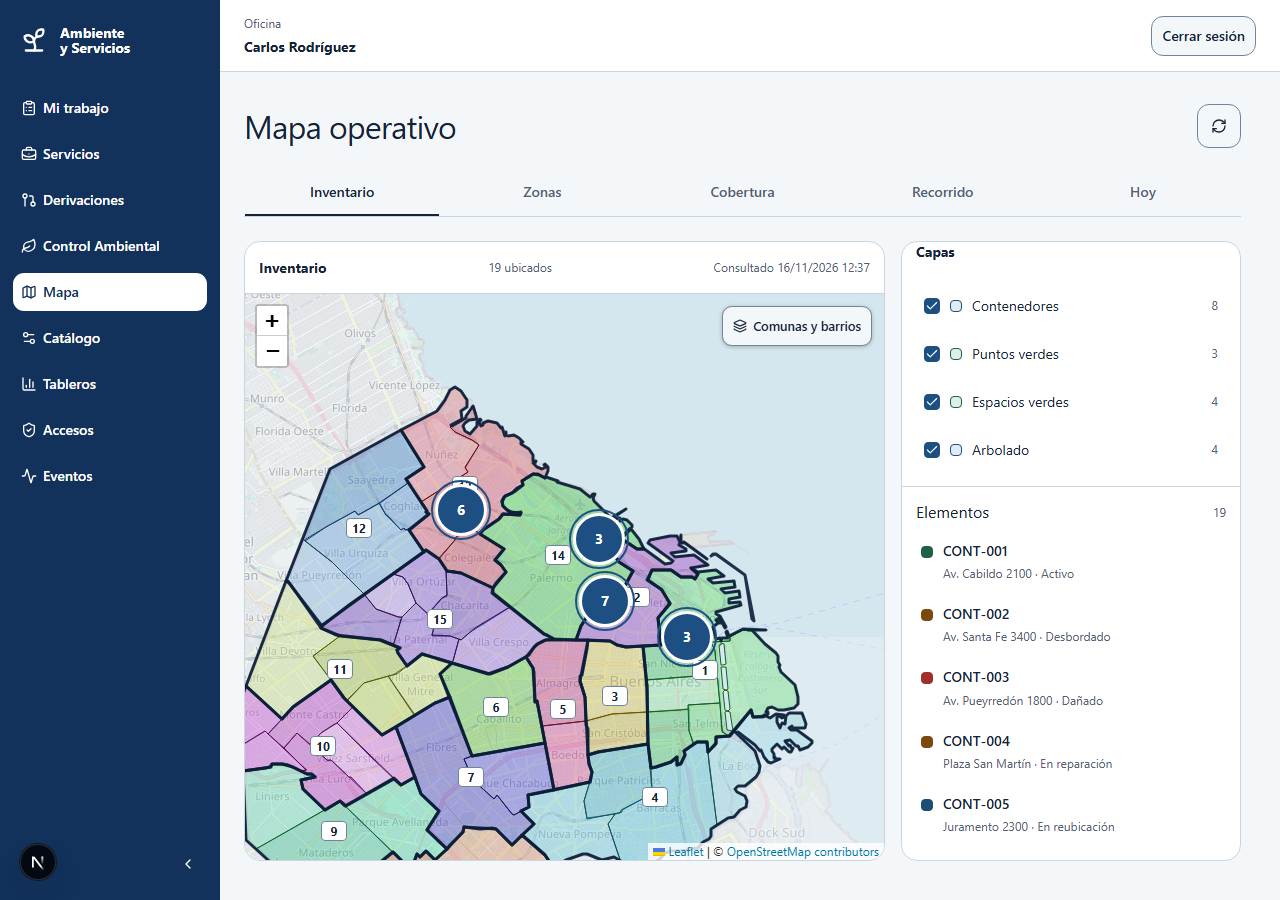 Ambiente
y Servicios
Mi trabajo
Servicios
Derivaciones
Control Ambiental
Mapa
Catálogo
Tableros
Accesos
Eventos
N
Oficina
Carlos Rodríguez
Cerrar sesión
Mapa operativo
Inventario
Zonas
Cobertura
Recorrido
Hoy
Inventario
19 ubicados
Consultado 16/11/2026 12:37
+
−
Comunas y barrios
Olivos
Vicente López
Munro
Florida
Florida Oeste
Villa Martel
Núñez
Saavedra
Coghla
6
12
Villa Urquiza
Villa Pueyrredón
Colegiales
3
14
Palermo
7
2
Villa Ortúzar
Chacarita
15
La Paternal
Villa Crespo
3
Villa Devoto
11
Villa General
Mitre
San Nic
1
Almagro
Buenos Aires
6
Caballito
5
3
San Telmo
San Cristóbal
Monte Castro
10
Vélez Sarsfield
Villa Luro
Flores
Boedo
7
Parque Chacabuco
Parque Patricios
La Boc
4
Barracas
Liniers
Parque Avellaneda
9
Mataderos
Nueva Pompeya
Dock Sud
Leaflet | © OpenStreetMap contributors
Capas
Contenedores 8
Puntos verdes 3
Espacios verdes 4
Arbolado 4
Elementos 19
CONT-001
Av. Cabildo 2100 · Activo
CONT-002
Av. Santa Fe 3400 · Desbordado
CONT-003
Av. Pueyrredón 1800 · Dañado
CONT-004
Plaza San Martín · En reparación
CONT-005
Juramento 2300 · En reubicación